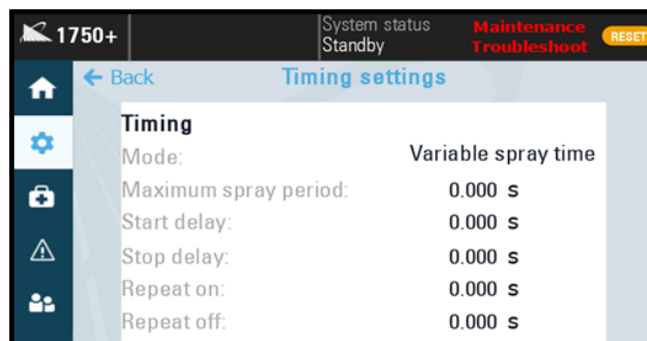 1750+
System status
Standby
Maintenance
Troubleshoot
RESET
← Back
Timing settings
Timing
Mode: Variable spray time
Maximum spray period: 0.000 s
Start delay: 0.000 s
Stop delay: 0.000 s
Repeat on: 0.000 s
Repeat off: 0.000 s